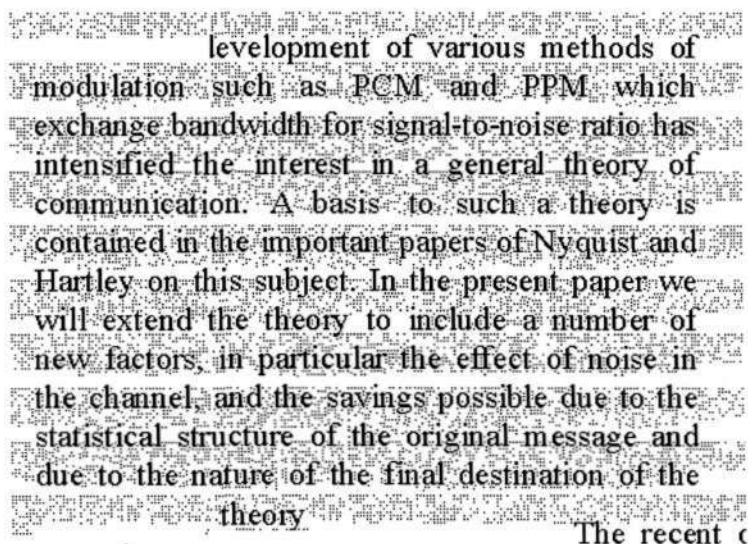 levelopment of various methods of
modulation such as PCM and PPM which
exchange bandwidth for signal-to-noise ratio has
intensified the interest in a general theory of
communication. A basis to such a theory is
contained in the important papers of Nyquist and
Hartley on this subject. In the present paper we
will extend the theory to include a number of
new factors, in particular the effect of noise in
the channel, and the savings possible due to the
statistical structure of the original message and
due to the nature of the final destination of the
theory
The recent